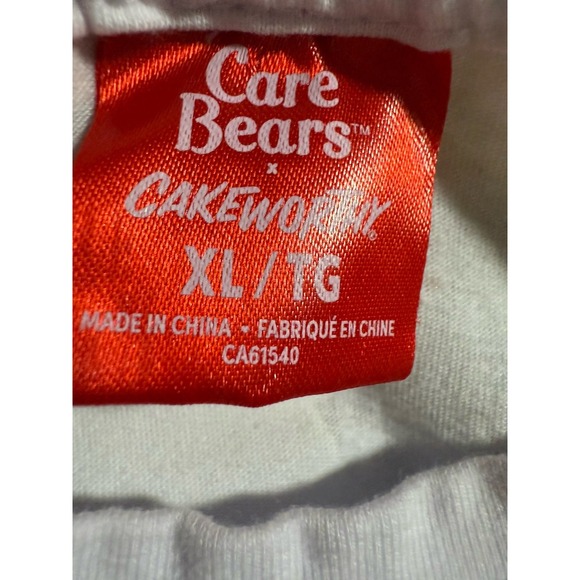 Care
Bears™
x
CAKEWORTHY
XL / TG
MADE IN CHINA - FABRIQUÉ EN CHINE
CA61540